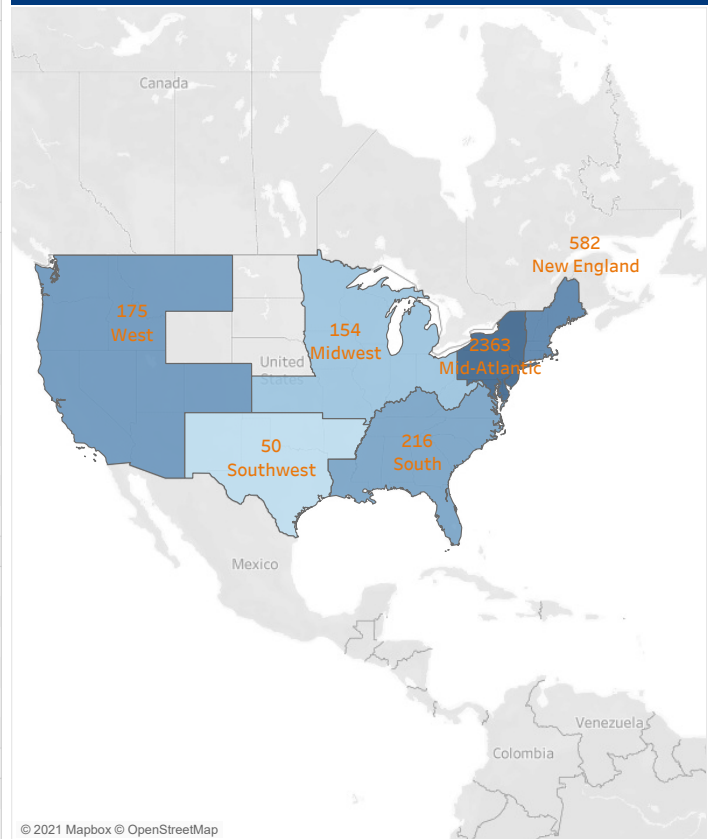 Canada
582
New England
175
West
2363
Mid-Atlantic
154
Midwest
United
States
50
Southwest
216
South
Mexico
Venezuela
Colombia
© 2021 Mapbox © OpenStreetMap